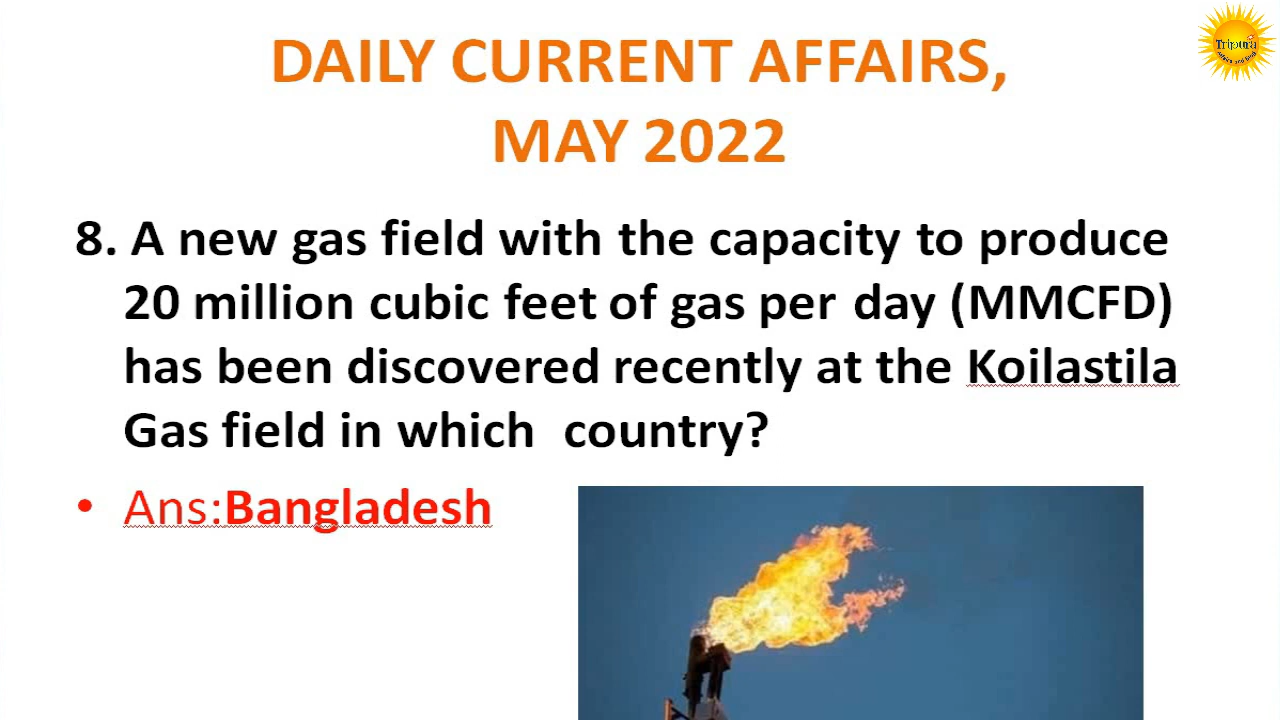 Tripura
DAILY CURRENT AFFAIRS,
MAY 2022
8. A new gas field with the capacity to produce
20 million cubic feet of gas per day (MMCFD)
has been discovered recently at the Koilastila
Gas field in which country?
• Ans:Bangladesh